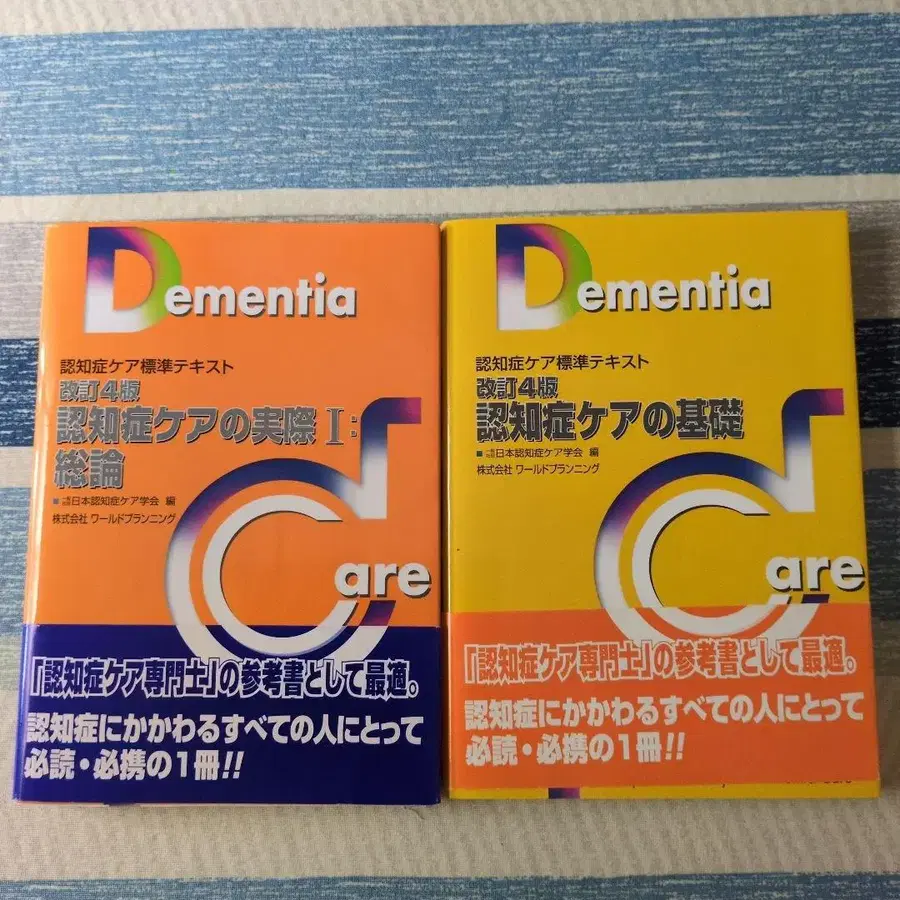 Dementia
認知症ケア標準テキスト
改訂4版
認知症ケアの実際 I:
総論
日本認知症ケア学会 編
株式会社 ワールドプランニング
Care
「認知症ケア専門士」の参考書として最適。
認知症にかかわるすべての人にとって
必読・必携の1冊!!
Dementia
認知症ケア標準テキスト
改訂4版
認知症ケアの基礎
日本認知症ケア学会 編
株式会社 ワールドプランニング
Care
「認知症ケア専門士」の参考書として最適。
認知症にかかわるすべての人にとって
必読・必携の1冊!!